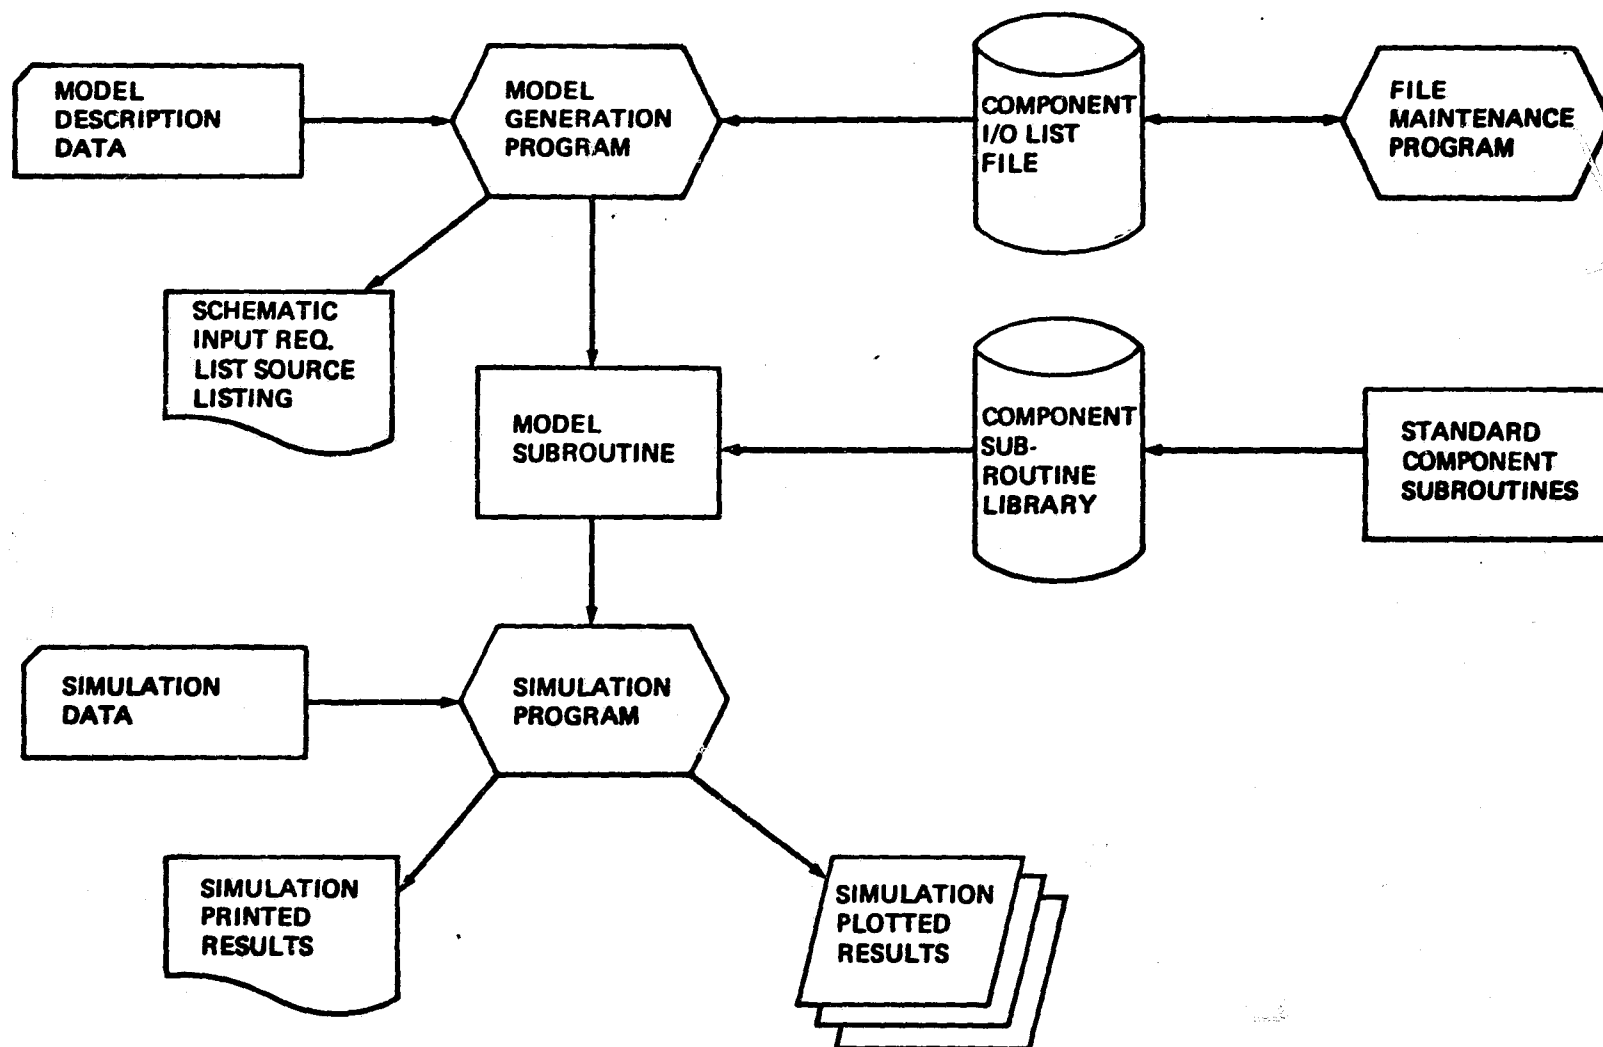 MODEL
DESCRIPTION
DATA
MODEL
GENERATION
PROGRAM
COMPONENT
I/O LIST
FILE
FILE
MAINTENANCE
PROGRAM
SCHEMATIC
INPUT REQ.
LIST SOURCE
LISTING
MODEL
SUBROUTINE
COMPONENT
SUB-
ROUTINE
LIBRARY
STANDARD
COMPONENT
SUBROUTINES
SIMULATION
DATA
SIMULATION
PROGRAM
SIMULATION
PRINTED
RESULTS
SIMULATION
PLOTTED
RESULTS